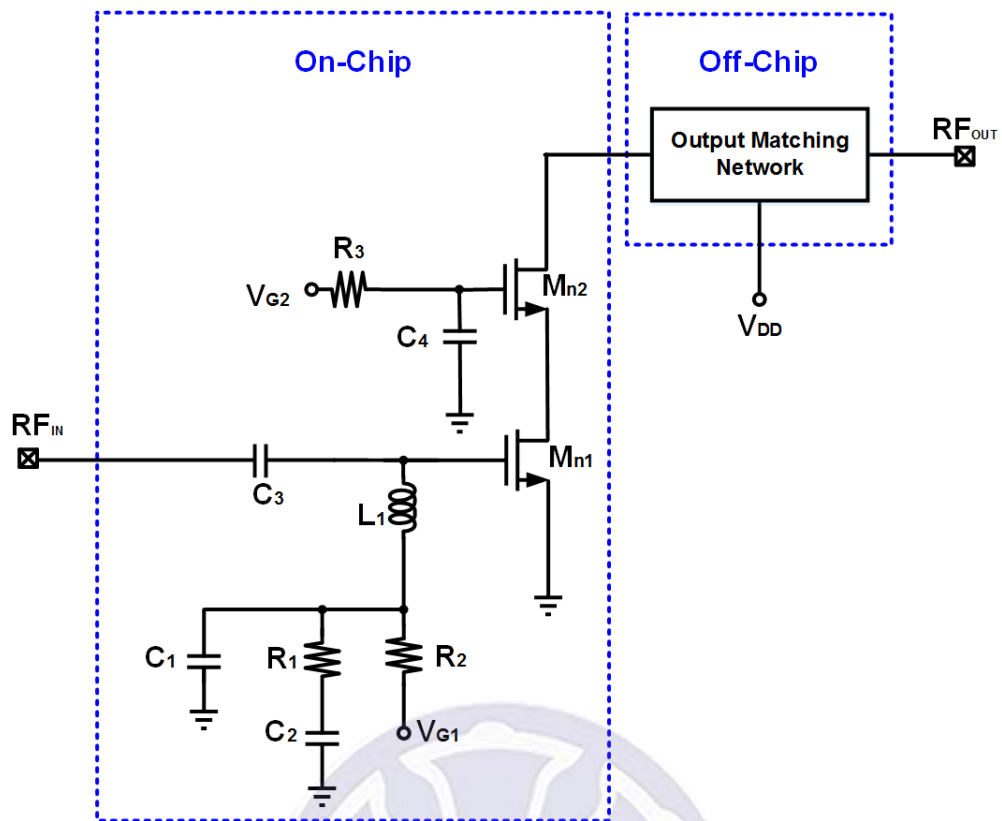 On-Chip
Off-Chip
Output Matching
Network
RFOUT
R3
VG2
Mn2
C4
VDD
RFIN
C3
Mn1
L1
C1
R1
R2
C2
VG1